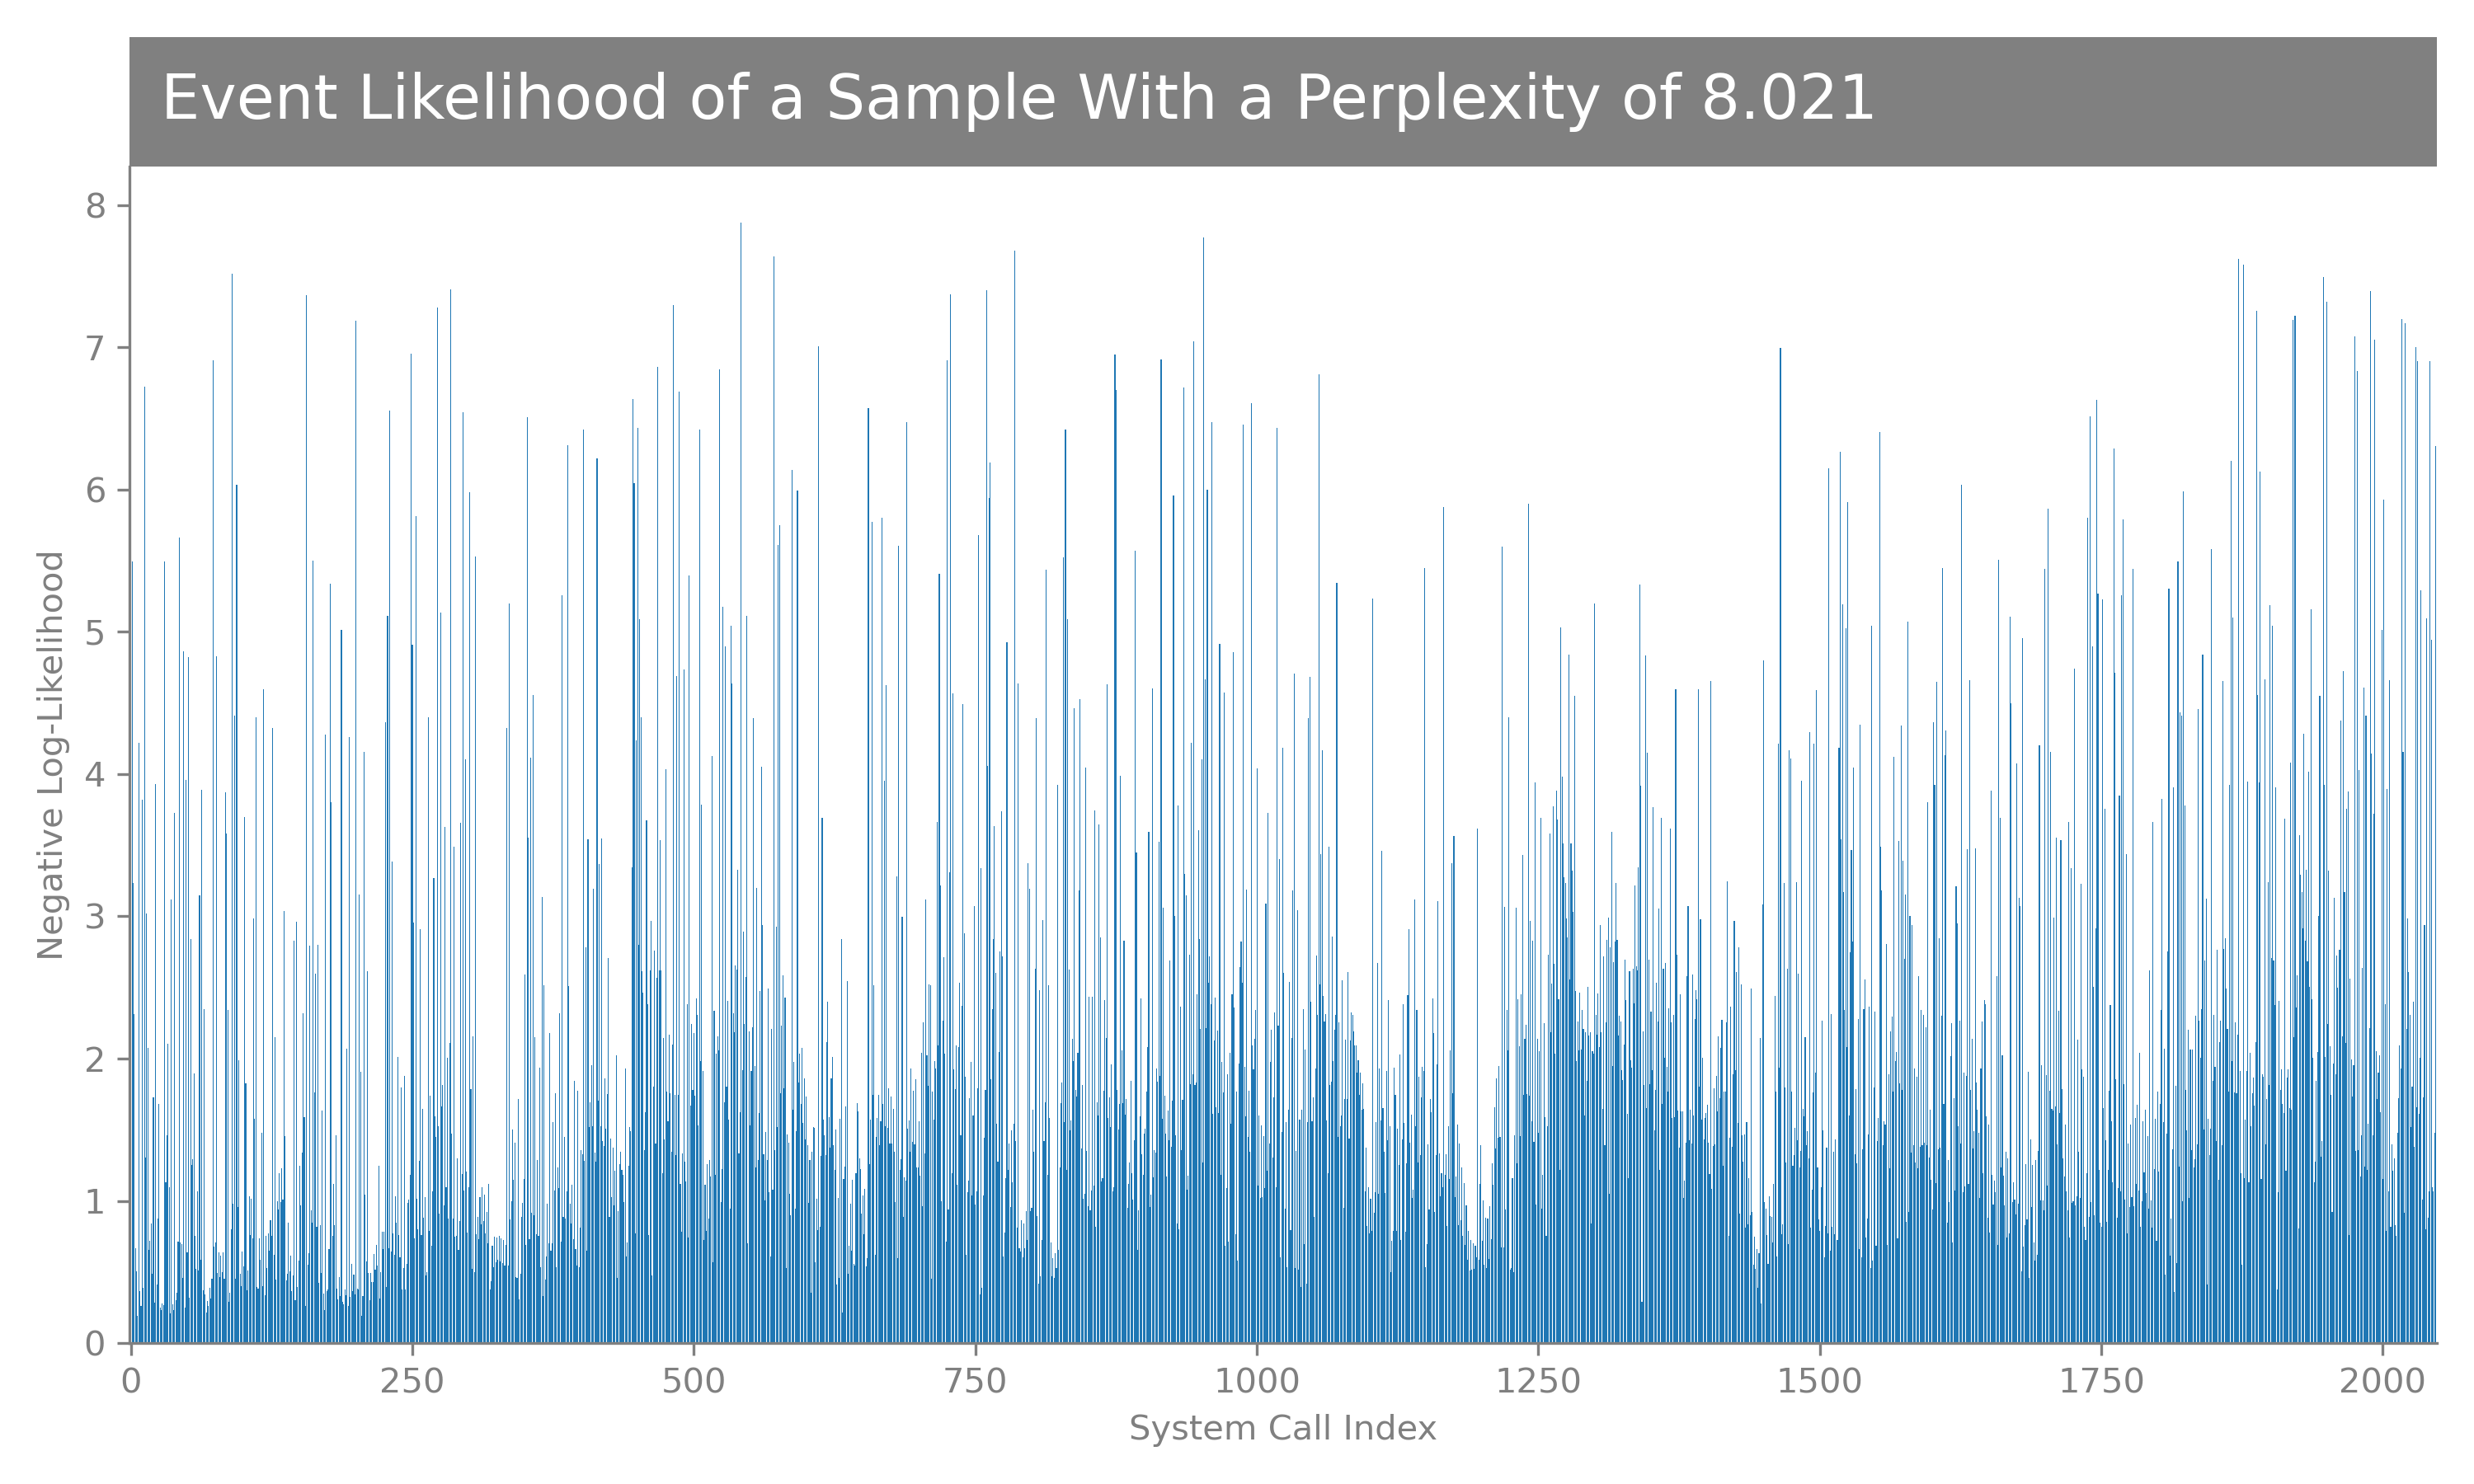 Event Likelihood of a Sample With a Perplexity of 8.021
8
7
6
5
4
3
2
1
0
Negative Log-Likelihood
0 250 500 750 1000 1250 1500 1750 2000
System Call Index